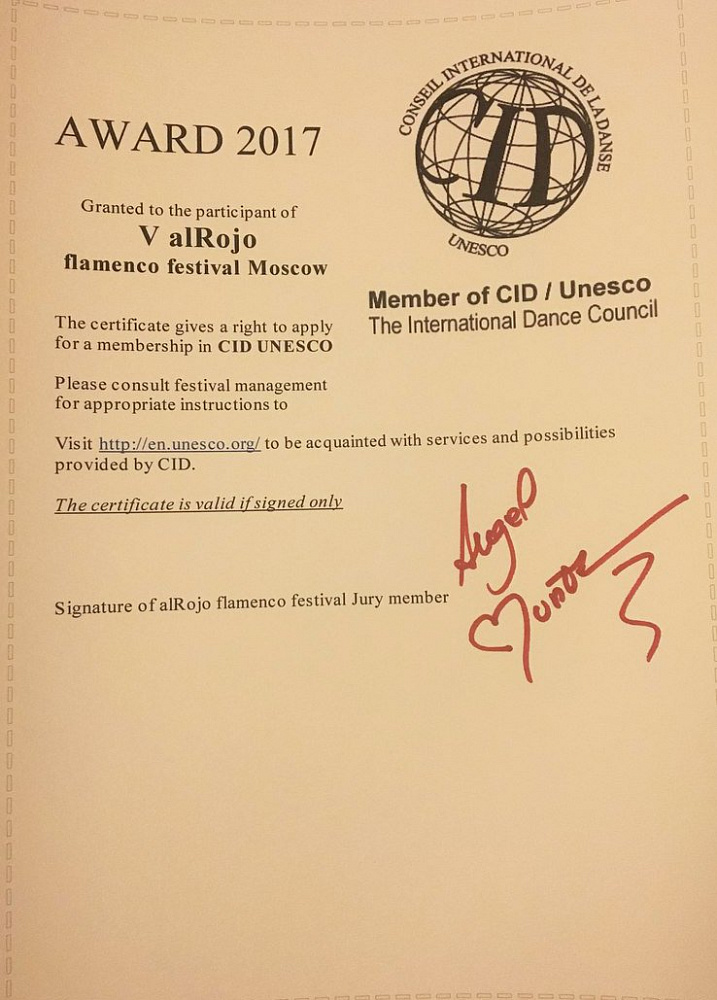 CONSEIL INTERNATIONAL DE LA DANSE
CID
UNESCO
AWARD 2017
Granted to the participant of
V alRojo
flamenco festival Moscow
Member of CID / Unesco
The International Dance Council
The certificate gives a right to apply
for a membership in CID UNESCO
Please consult festival management
for appropriate instructions to
Visit http://en.unesco.org/ to be acquainted with services and possibilities
provided by CID.
The certificate is valid if signed only
Signature of alRojo flamenco festival Jury member
Angel